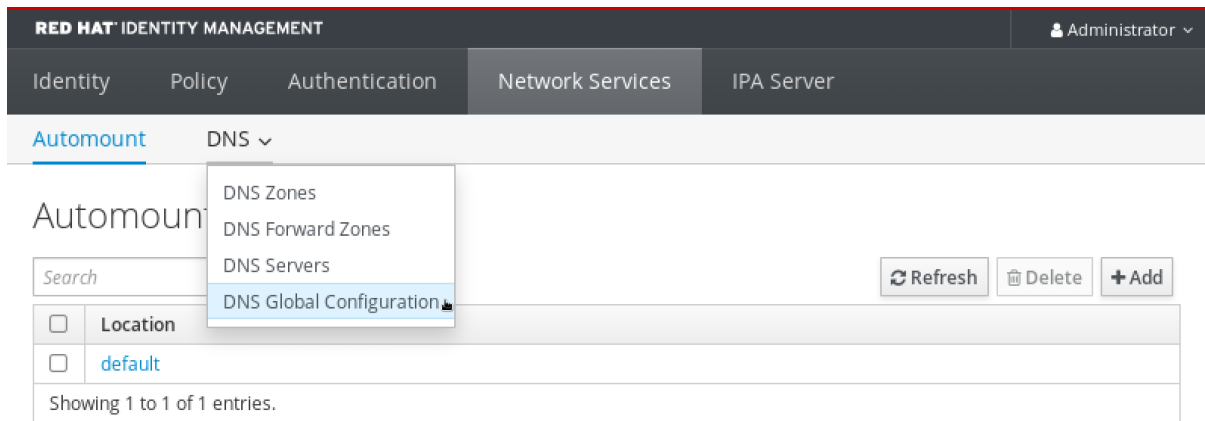 RED HAT® IDENTITY MANAGEMENT Administrator
Identity Policy Authentication Network Services IPA Server
Automount DNS
DNS Zones
DNS Forward Zones
DNS Servers
DNS Global Configuration
Automoun
Search Refresh Delete Add
Location
default
Showing 1 to 1 of 1 entries.